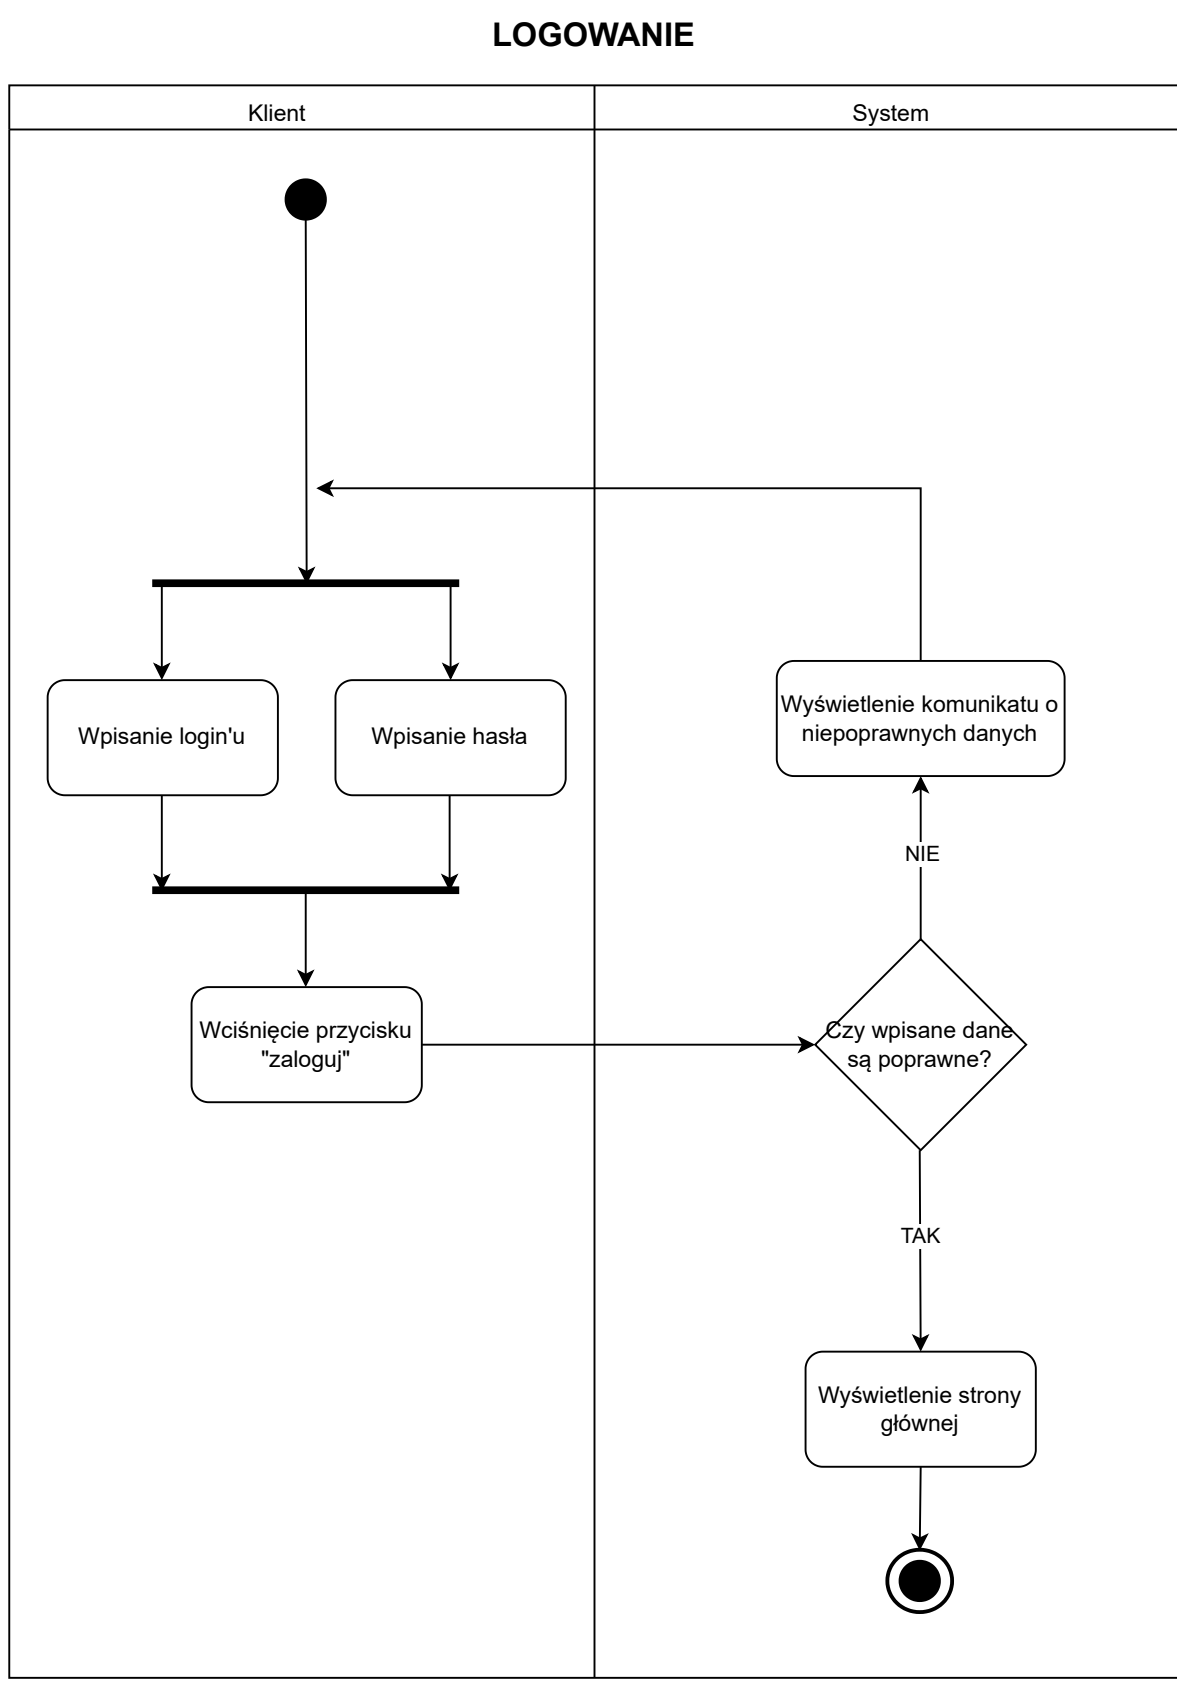 LOGOWANIE
Klient
System
Wpisanie login'u
Wpisanie hasła
Wyświetlenie komunikatu o
niepoprawnych danych
NIE
Wciśnięcie przycisku
"zaloguj"
Czy wpisane dane
są poprawne?
TAK
Wyświetlenie strony
głównej